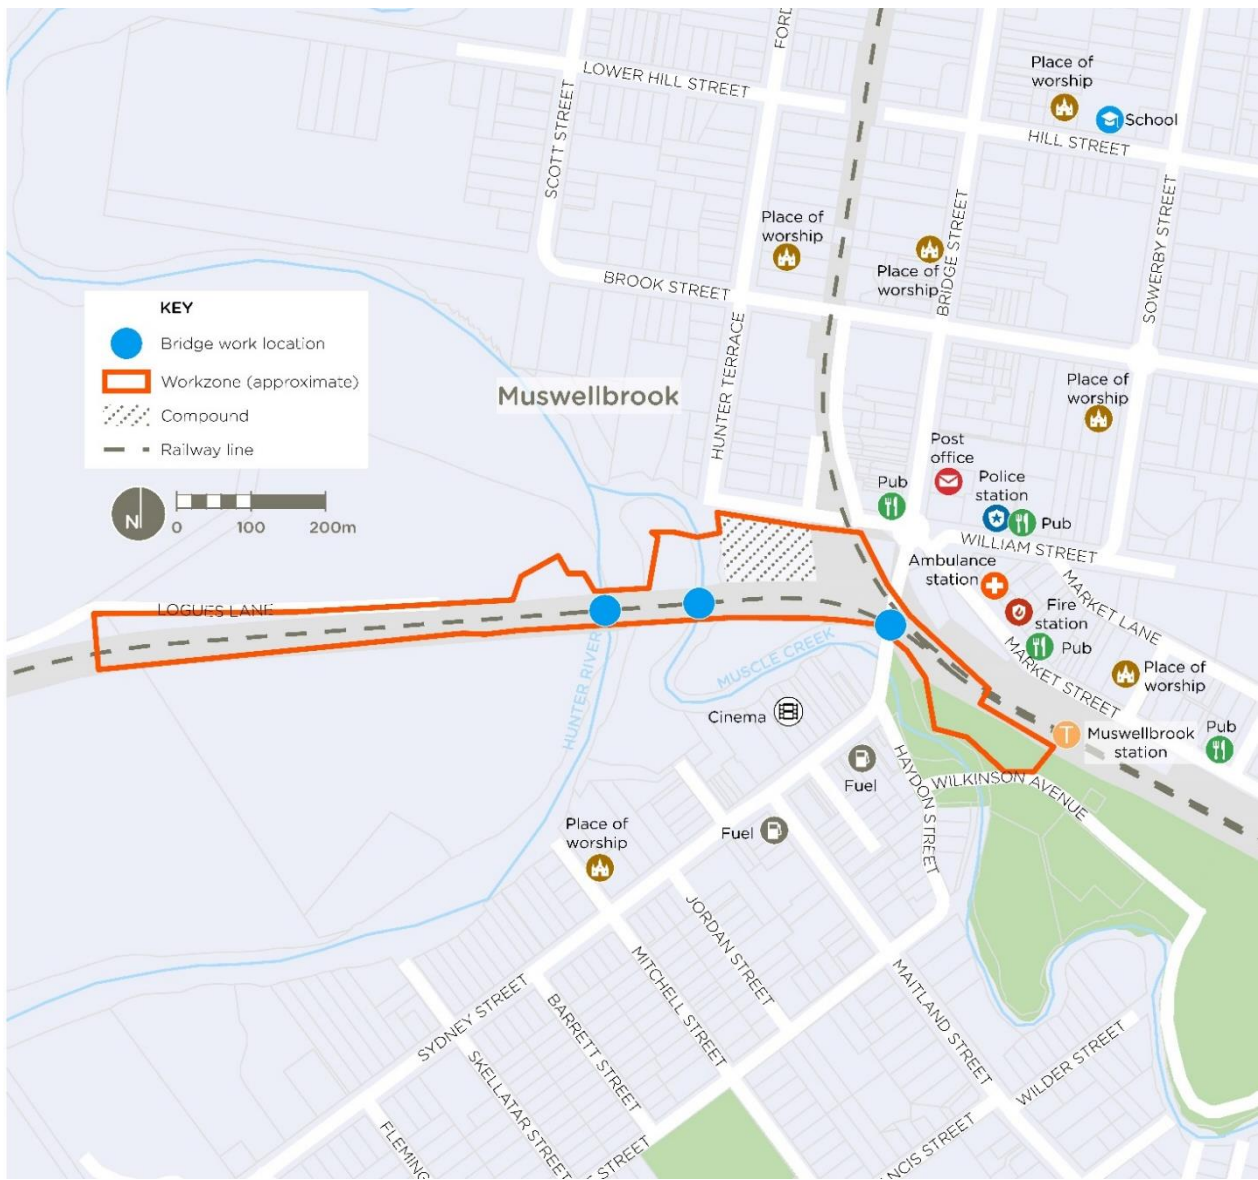 FORD
LOWER HILL STREET
SCOTT STREET
Place of
worship
School
HILL STREET
SOWERBY STREET
Place of
worship
Place of
worship
BRIDGE STREET
BROOK STREET
HUNTER TERRACE
KEY
Bridge work location
Workzone (approximate)
Compound
Railway line
N
0 100 200m
Muswellbrook
Place of
worship
Post
office
Pub
Police
station
Pub
WILLIAM STREET
Ambulance
station
MARKET LANE
Fire
station
Pub
MARKET STREET
Place of
worship
LOGUES LANE
HUNTER RIVER
MUSCLE CREEK
Cinema
T
Muswellbrook
station
Pub
Fuel
HAYDON STREET
WILKINSON AVENUE
Fuel
Place of
worship
JORDAN STREET
MITCHELL STREET
MAITLAND STREET
SYDNEY STREET
BARRETT STREET
SKELLATAR STREET
WILDER STREET
FLEMING
S STREET
NCIS STREET